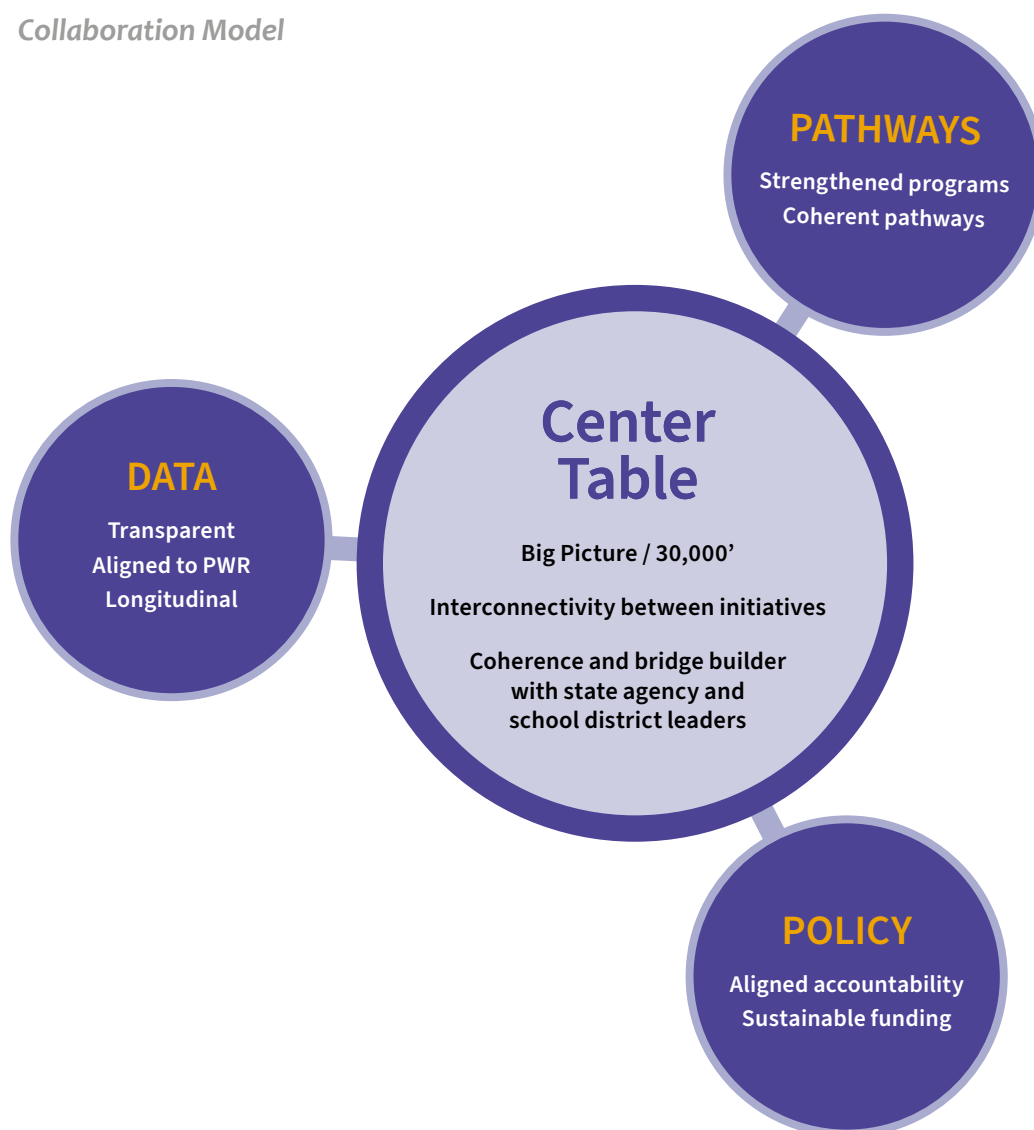 Collaboration Model
PATHWAYS
Strengthened programs
Coherent pathways
Center
Table
Big Picture / 30,000’
Interconnectivity between initiatives
Coherence and bridge builder
with state agency and
school district leaders
DATA
Transparent
Aligned to PWR
Longitudinal
POLICY
Aligned accountability
Sustainable funding